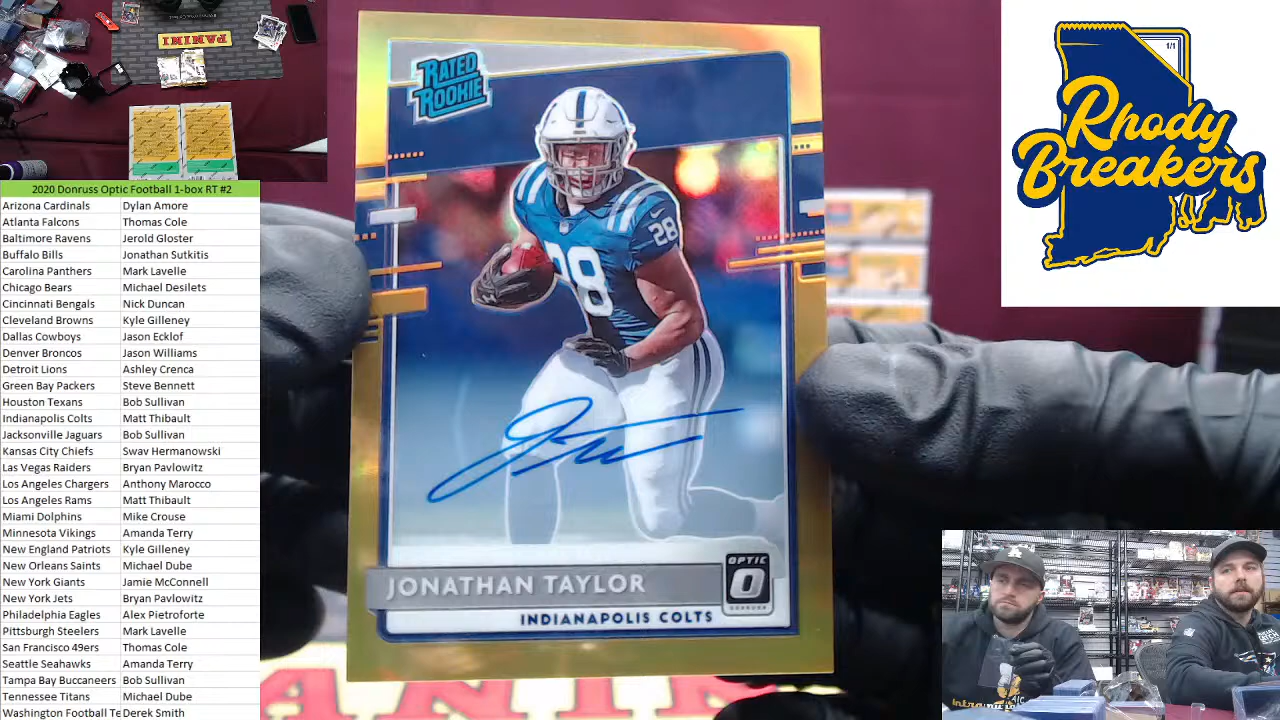 PANINI
2020 Donruss Optic Football 1-box RT #2
Arizona Cardinals Dylan Amore
Atlanta Falcons Thomas Cole
Baltimore Ravens Jerold Gloster
Buffalo Bills Jonathan Sutkitis
Carolina Panthers Mark Lavelle
Chicago Bears Michael Desilets
Cincinnati Bengals Nick Duncan
Cleveland Browns Kyle Gilleney
Dallas Cowboys Jason Ecklof
Denver Broncos Jason Williams
Detroit Lions Ashley Crenca
Green Bay Packers Steve Bennett
Houston Texans Bob Sullivan
Indianapolis Colts Matt Thibault
Jacksonville Jaguars Bob Sullivan
Kansas City Chiefs Swav Hermanowski
Las Vegas Raiders Bryan Pavlowitz
Los Angeles Chargers Anthony Marocco
Los Angeles Rams Matt Thibault
Miami Dolphins Mike Crouse
Minnesota Vikings Amanda Terry
New England Patriots Kyle Gilleney
New Orleans Saints Michael Dube
New York Giants Jamie McConnell
New York Jets Bryan Pavlowitz
Philadelphia Eagles Alex Pietroforte
Pittsburgh Steelers Mark Lavelle
San Francisco 49ers Thomas Cole
Seattle Seahawks Amanda Terry
Tampa Bay Buccaneers Bob Sullivan
Tennessee Titans Michael Dube
Washington Football Te Derek Smith
RATED
ROOKIE
28
28
JONATHAN TAYLOR
INDIANAPOLIS COLTS
OPTIC
DONRUSS
1/1
Rhody
Breakers